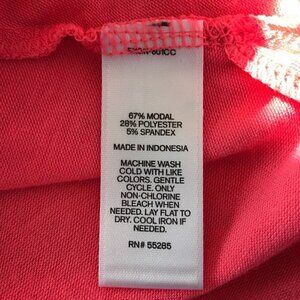 67% MODAL
28% POLYESTER
5% SPANDEX
MADE IN INDONESIA
MACHINE WASH
COLD WITH LIKE
COLORS. GENTLE
CYCLE. ONLY
NON-CHLORINE
BLEACH WHEN
NEEDED. LAY FLAT TO
DRY. COOL IRON IF
NEEDED.
RN# 55285